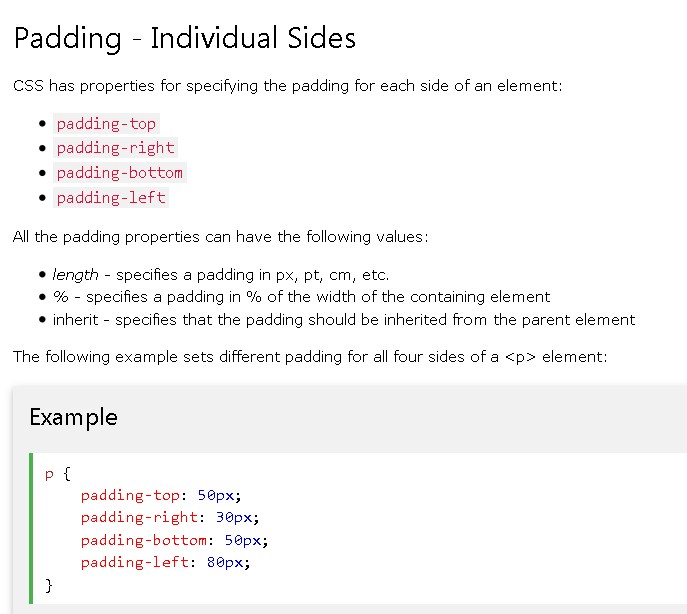 Padding - Individual Sides
CSS has properties for specifying the padding for each side of an element:
• padding-top
• padding-right
• padding-bottom
• padding-left
All the padding properties can have the following values:
• length - specifies a padding in px, pt, cm, etc.
• % - specifies a padding in % of the width of the containing element
• inherit - specifies that the padding should be inherited from the parent element
The following example sets different padding for all four sides of a <p> element:
Example
p {
    padding-top: 50px;
    padding-right: 30px;
    padding-bottom: 50px;
    padding-left: 80px;
}